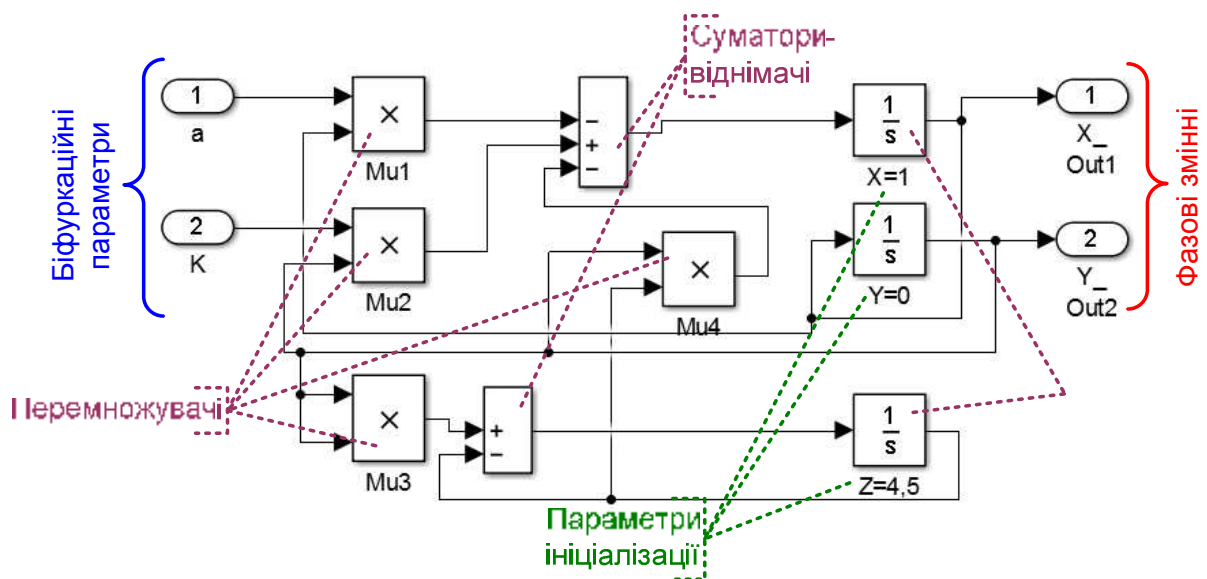 Суматори-
віднімачі
Біфуркаційні
параметри
1
a
2
K
×
Mu1
×
Mu2
−
+
−
×
Mu4
1
s
X=1
1
s
Y=0
1
X_
Out1
2
Y_
Out2
Фазові змінні
Перемножувачі
×
Mu3
+
−
1
s
Z=4,5
Параметри
ініціалізації